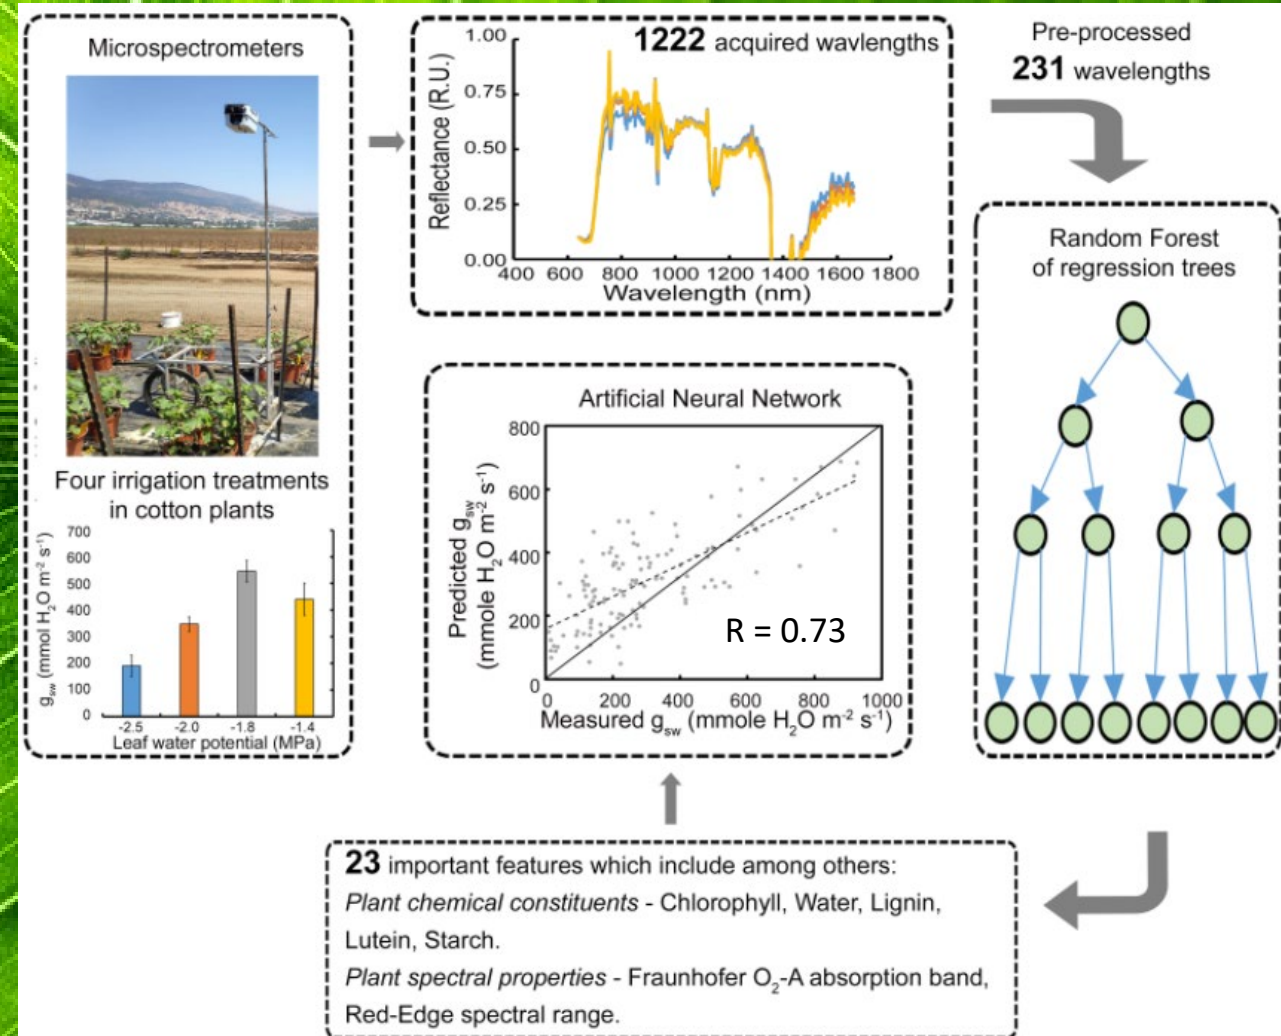 Microspectrometers
Four irrigation treatments
in cotton plants
g_sw (mmol H₂O m⁻² s⁻¹)
700
600
500
400
300
200
100
0
-2.5 -2.0 -1.8 -1.4
Leaf water potential (MPa)
1222 acquired wavlengths
Reflectance (R.U.)
1.00
0.75
0.50
0.25
0.00
400 600 800 1000 1200 1400 1600 1800
Wavelength (nm)
Pre-processed
231 wavelengths
Random Forest
of regression trees
23 important features which include among others:
Plant chemical constituents - Chlorophyll, Water, Lignin,
Lutein, Starch.
Plant spectral properties - Fraunhofer O₂-A absorption band,
Red-Edge spectral range.
Artificial Neural Network
Predicted g_sw
(mmole H₂O m⁻² s⁻¹)
800
600
400
200
0
R = 0.73
0 200 400 600 800 1000
Measured g_sw (mmole H₂O m⁻² s⁻¹)